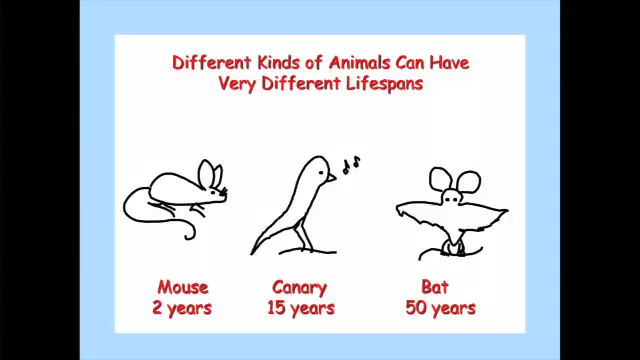 Different Kinds of Animals Can Have
Very Different Lifespans
Mouse
2 years
Canary
15 years
Bat
50 years